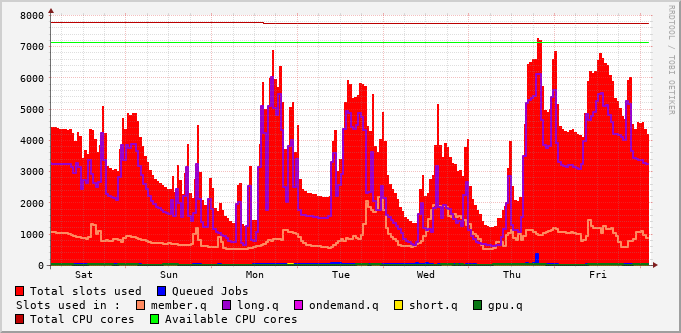 8000
7000
6000
5000
4000
3000
2000
1000
0
Sat Sun Mon Tue Wed Thu Fri
RRDTOOL / TOBI OETIKER
Total slots used Queued Jobs
Slots used in : member.q long.q ondemand.q short.q gpu.q
Total CPU cores Available CPU cores